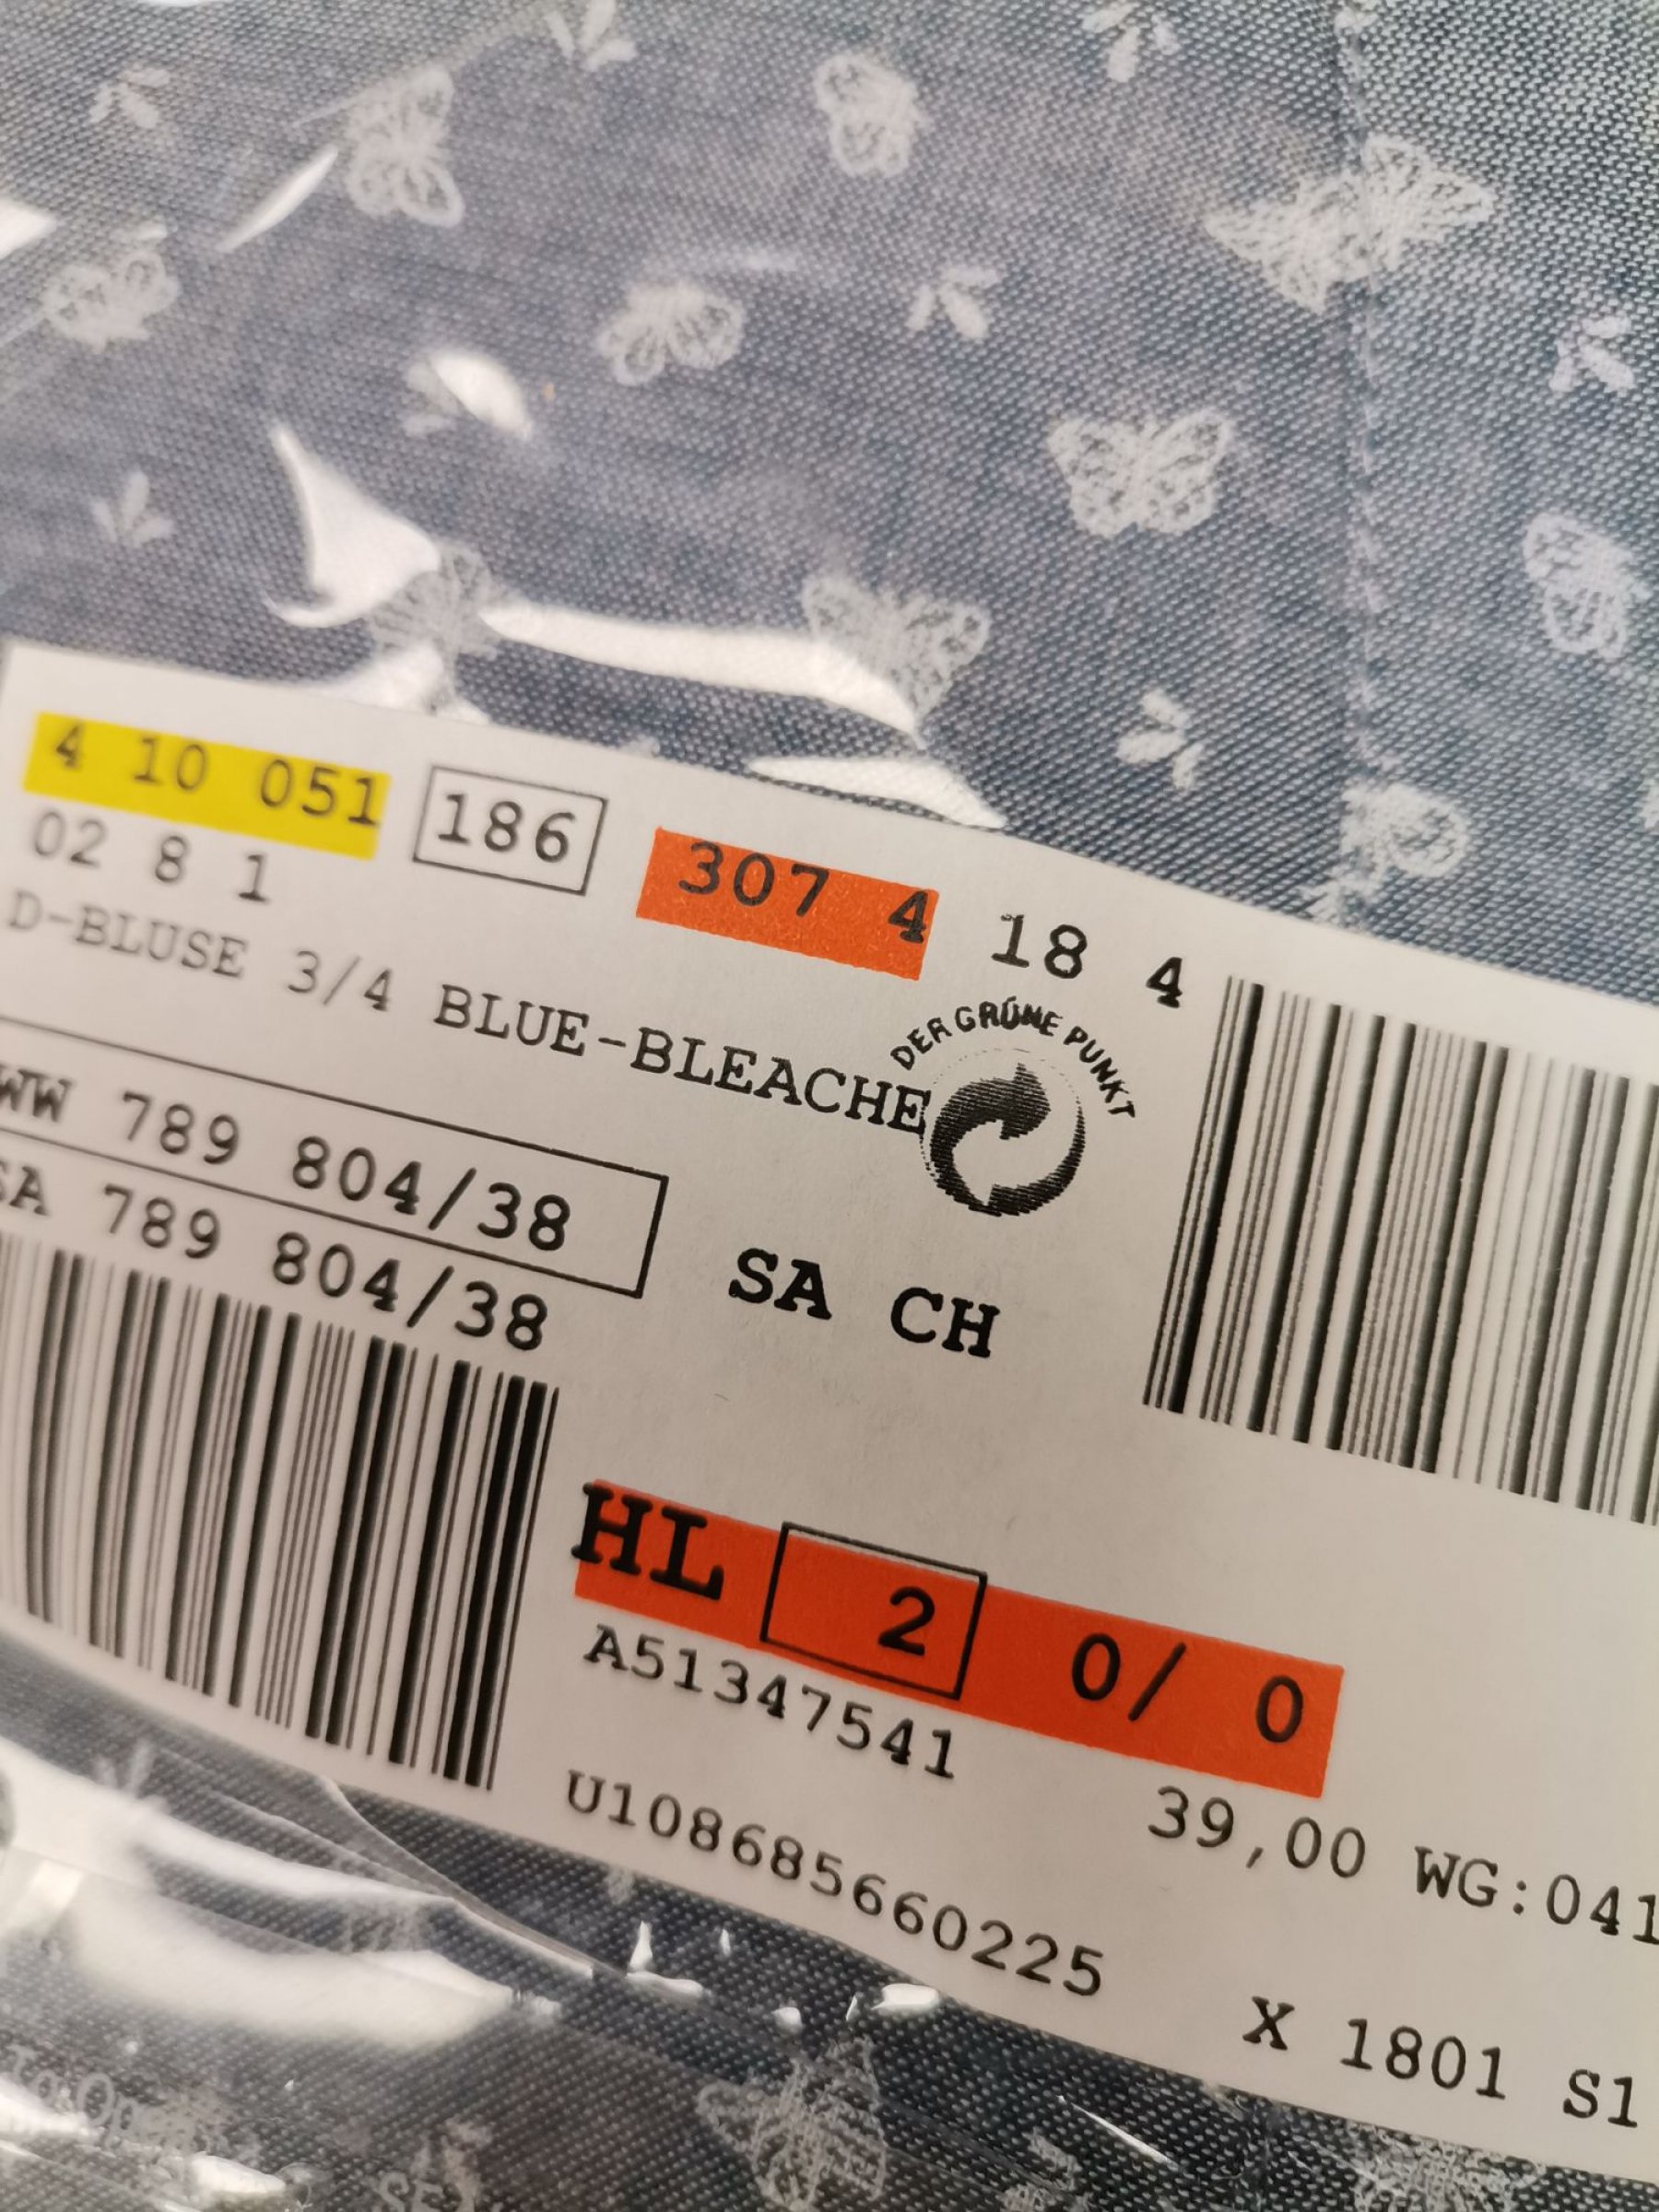 4 10 051 186 307 4 18 4
02 8 1
D-BLUSE 3/4 BLUE-BLEACHE
DER GRÜNE PUNKT
WW 789 804/38
SA 789 804/38
SA CH
HL 2 0/ 0
A51347541
39,00 WG:041
U108685660225
X 1801 S1
To Open